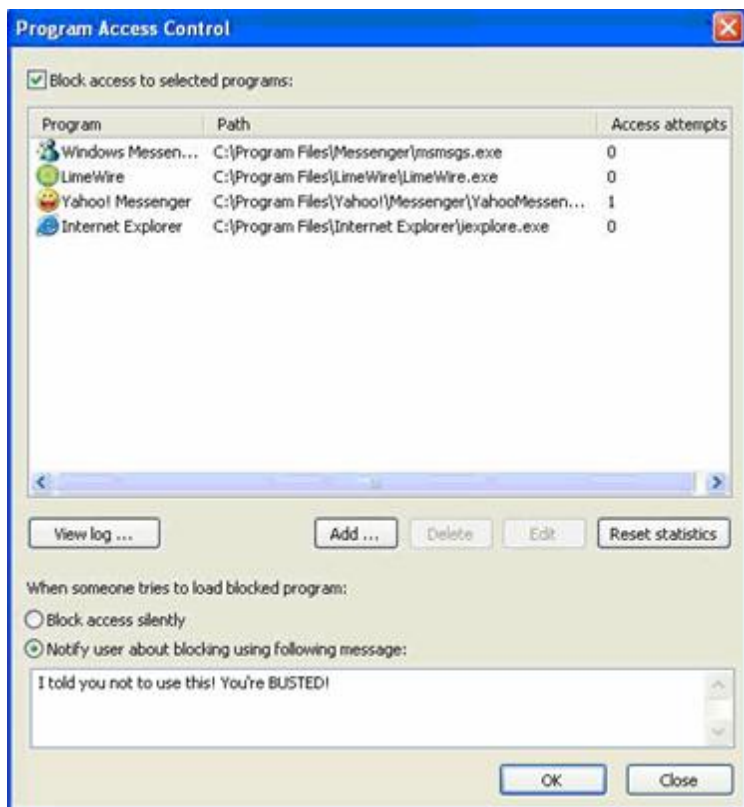 Program Access Control
Block access to selected programs:
Program Path Access attempts
Windows Messen... C:\Program Files\Messenger\msmsgs.exe 0
LimeWire C:\Program Files\LimeWire\LimeWire.exe 0
Yahoo! Messenger C:\Program Files\Yahoo!\Messenger\YahooMessen... 1
Internet Explorer C:\Program Files\Internet Explorer\iexplore.exe 0
View log ... Add ... Delete Edit Reset statistics
When someone tries to load blocked program:
Block access silently
Notify user about blocking using following message:
I told you not to use this! You're BUSTED!
OK Close